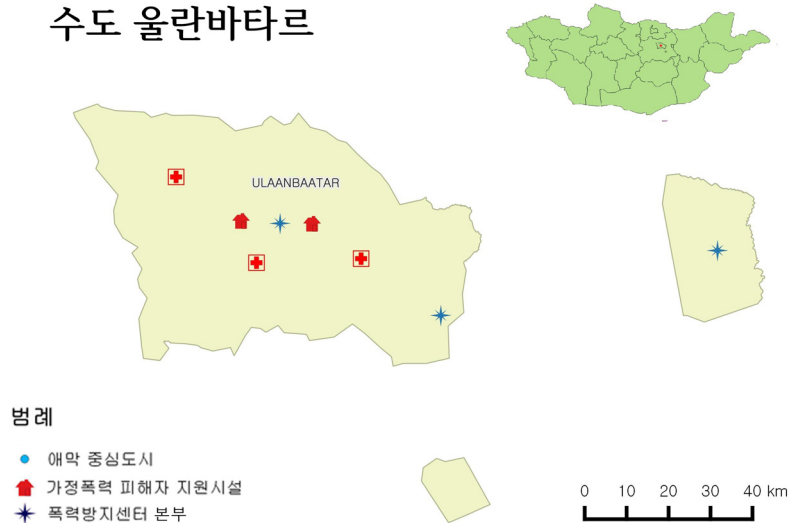 수도 울란바타르
ULAANBAATAR
범례
애막 중심도시
가정폭력 피해자 지원시설
폭력방지센터 본부
0 10 20 30 40 km